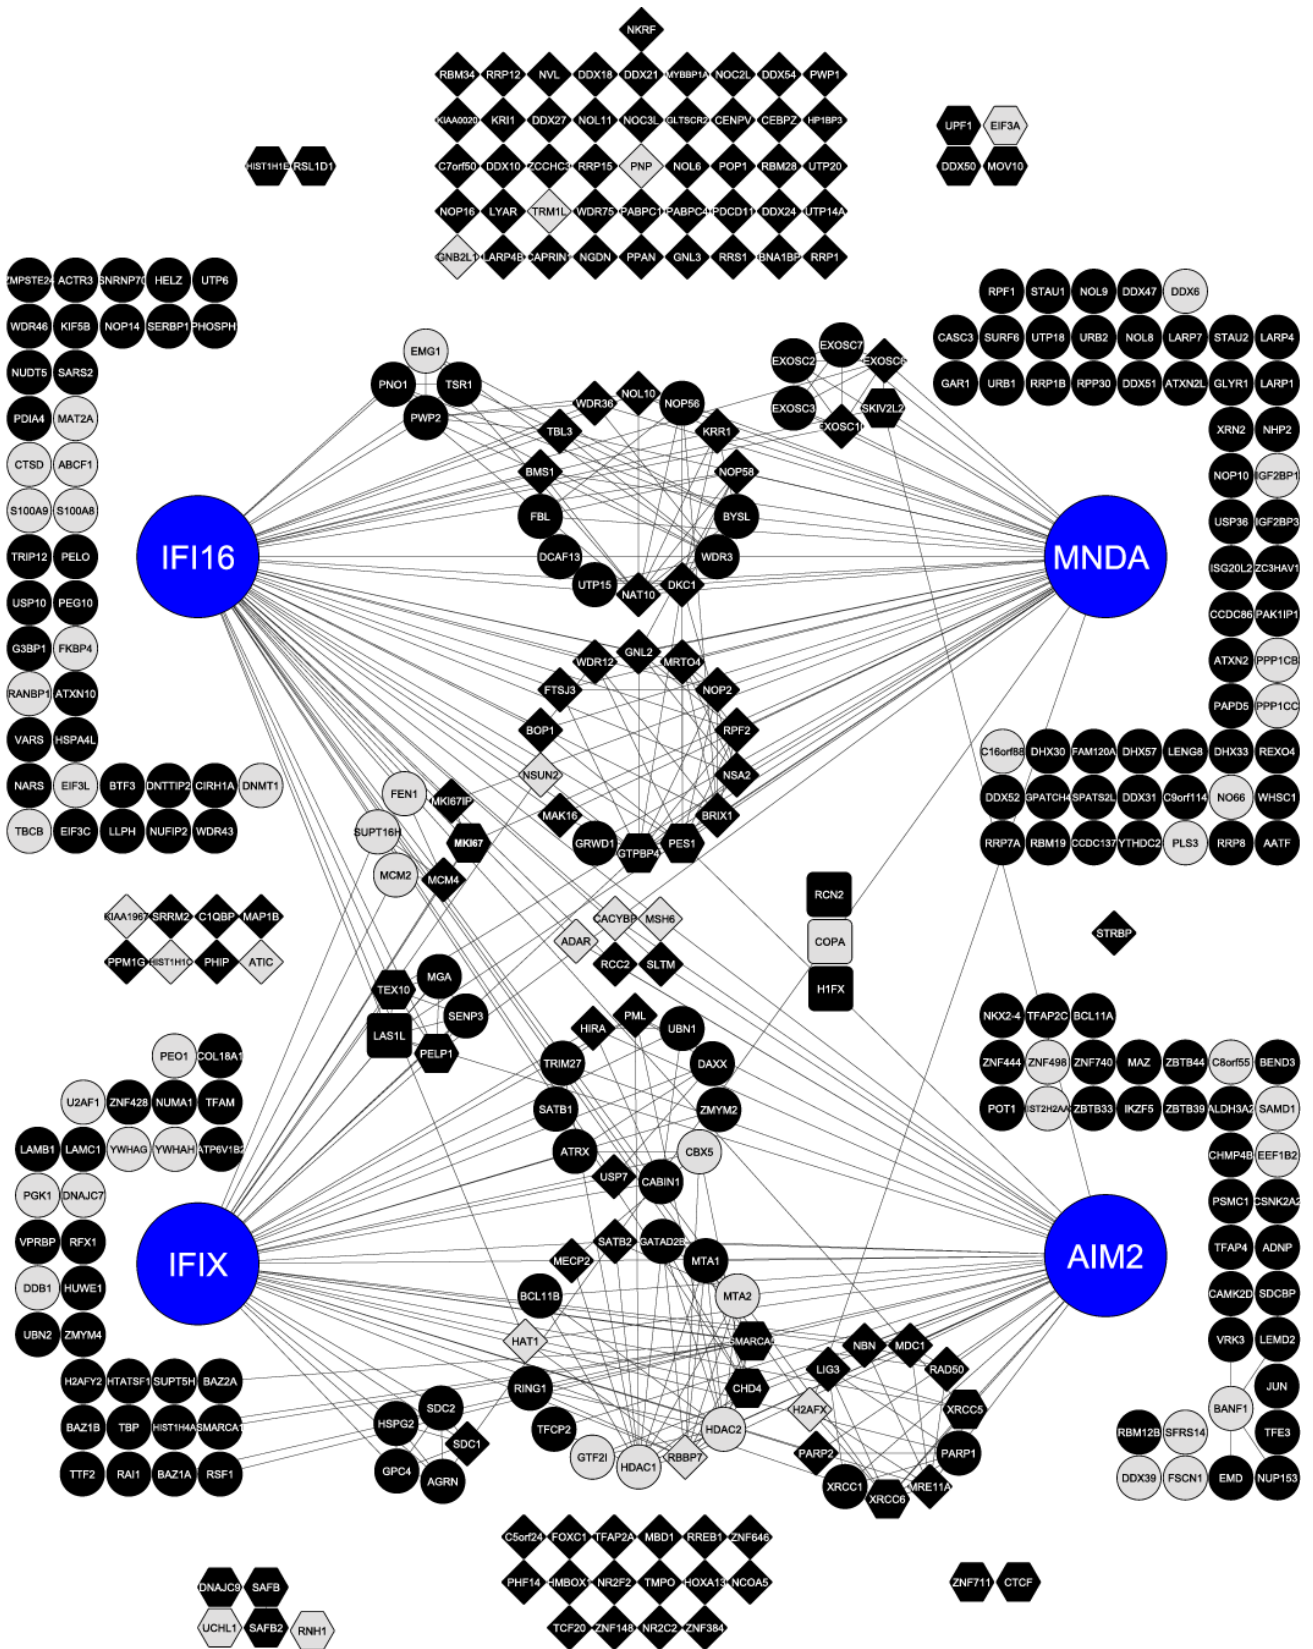 NKRF
RBM34 RRP12 NVL DDX18 DDX21 MYBBP1A NOC2L DDX54 PWP1
KIAA0020 KRI1 DDX27 NOL11 NOC3L GLTSCR2 CENPV CEBPZ HP1BP3
C7orf50 DDX10 ZCCHC3 RRP15 PNP NOL6 POP1 RBM28 UTP20
NOP16 LYAR TRM1L WDR75 PABPC1 PABPC4 PDCD11 DDX24 UTP14A
GNB2L1 LARP4B CAPRIN1 NGDN PPAN GNL3 RRS1 BNA1BP RRP1
HIST1H1E RSL1D1
UPF1 EIF3A
DDX50 MOV10
ZMPSTE24 ACTR3 SNRNP70 HELZ UTP6
WDR46 KIF5B NOP14 SERBP1 PHOSPH
NUDT5 SARS2
PDIA4 MAT2A
CTSD ABCF1
S100A9 S100A8
TRIP12 PELO
USP10 PEG10
G3BP1 FKBP4
RANBP1 ATXN10
VARS HSPA4L
NARS EIF3L BTF3 DNTTIP2 CIRH1A DNMT1
TBCB EIF3C LLPH NUFIP2 WDR43
IFI16
EMG1
PNO1 TSR1
PWP2
NOL10
WDR36 NOP56
TBL3 KRR1
BMS1 NOP58
FBL BYSL
DCAF13 WDR3
UTP15 DKC1
NAT10
EXOSC7
EXOSC2 EXOSC6
EXOSC3 SKIV2L2
EXOSC10
MNDA
RPF1 STAU1 NOL9 DDX47 DDX6
CASC3 SURF6 UTP18 URB2 NOL8 LARP7 STAU2 LARP4
GAR1 URB1 RRP1B RPP30 DDX51 ATXN2L GLYR1 LARP1
XRN2 NHP2
NOP10 IGF2BP1
USP36 IGF2BP3
ISG20L2 ZC3HAV1
CCDC86 PAK1IP1
ATXN2 PPP1CB
PAPD5 PPP1CC
C16orf88 DHX30 FAM120A DHX57 LENG8 DHX33 REXO4
DDX52 GPATCH4 SPATS2L DDX31 C9orf114 NO66 WHSC1
RRP7A RBM19 CCDC137 YTHDC2 PLS3 RRP8 AATF
GNL2
WDR12 MRTO4
FTSJ3 NOP2
BOP1 RPF2
NSUN2 NSA2
MAK16 BRIX1
GRWD1 PES1
GTPBP4
FEN1 MKI67IP
SUPT16H MKI67
MCM2 MCM4
KIAA1967 SRRM2 C1QBP MAP1B
PPM1G HIST1H1C PHIP ATIC
CACYBP MSH6
ADAR
RCC2 SLTM
RCN2
COPA
H1FX
STRBP
TEX10 MGA
LAS1L SENP3
PELP1
PML
HIRA UBN1
TRIM27 DAXX
SATB1 ZMYM2
ATRX CBX5
USP7 CABIN1
NKX2-4 TFAP2C BCL11A
ZNF444 ZNF498 ZNF740 MAZ ZBTB44 C8orf55 BEND3
POT1 HIST2H2AA ZBTB33 IKZF5 ZBTB39 ALDH3A2 SAMD1
CHMP4B EEF1B2
PSMC1 CSNK2A2
TFAP4 ADNP
CAMK2D SDCBP
VRK3 LEMD2
JUN
BANF1
RBM12B SFRS14 TFE3
DDX39 FSCN1 EMD NUP153
AIM2
PEO1 COL18A1
U2AF1 ZNF428 NUMA1 TFAM
LAMB1 LAMC1 YWHAG YWHAH ATP6V1B2
PGK1 DNAJC7
VPRBP RFX1
DDB1 HUWE1
UBN2 ZMYM4
H2AFY2 HTATSF1 SUPT5H BAZ2A
BAZ1B TBP HIST1H4A SMARCA1
TTF2 RAI1 BAZ1A RSF1
IFIX
SATB2 GATAD2B
MECP2 MTA1
BCL11B MTA2
HAT1 SMARCA5
RING1 CHD4
TFCP2 HDAC2
GTF2I HDAC1 RBBP7
SDC2
HSPG2 SDC1
GPC4 AGRN
NBN MDC1
LIG3 RAD50
H2AFX XRCC5
PARP2 PARP1
XRCC1 MRE11A
XRCC6
C5orf24 FOXC1 TFAP2A MBD1 RREB1 ZNF646
PHF14 HMBOX1 NR2F2 TMPO HOXA13 NCOA5
TCF20 ZNF148 NR2C2 ZNF384
DNAJC9 SAFB
UCHL1 SAFB2 RNH1
ZNF711 CTCF